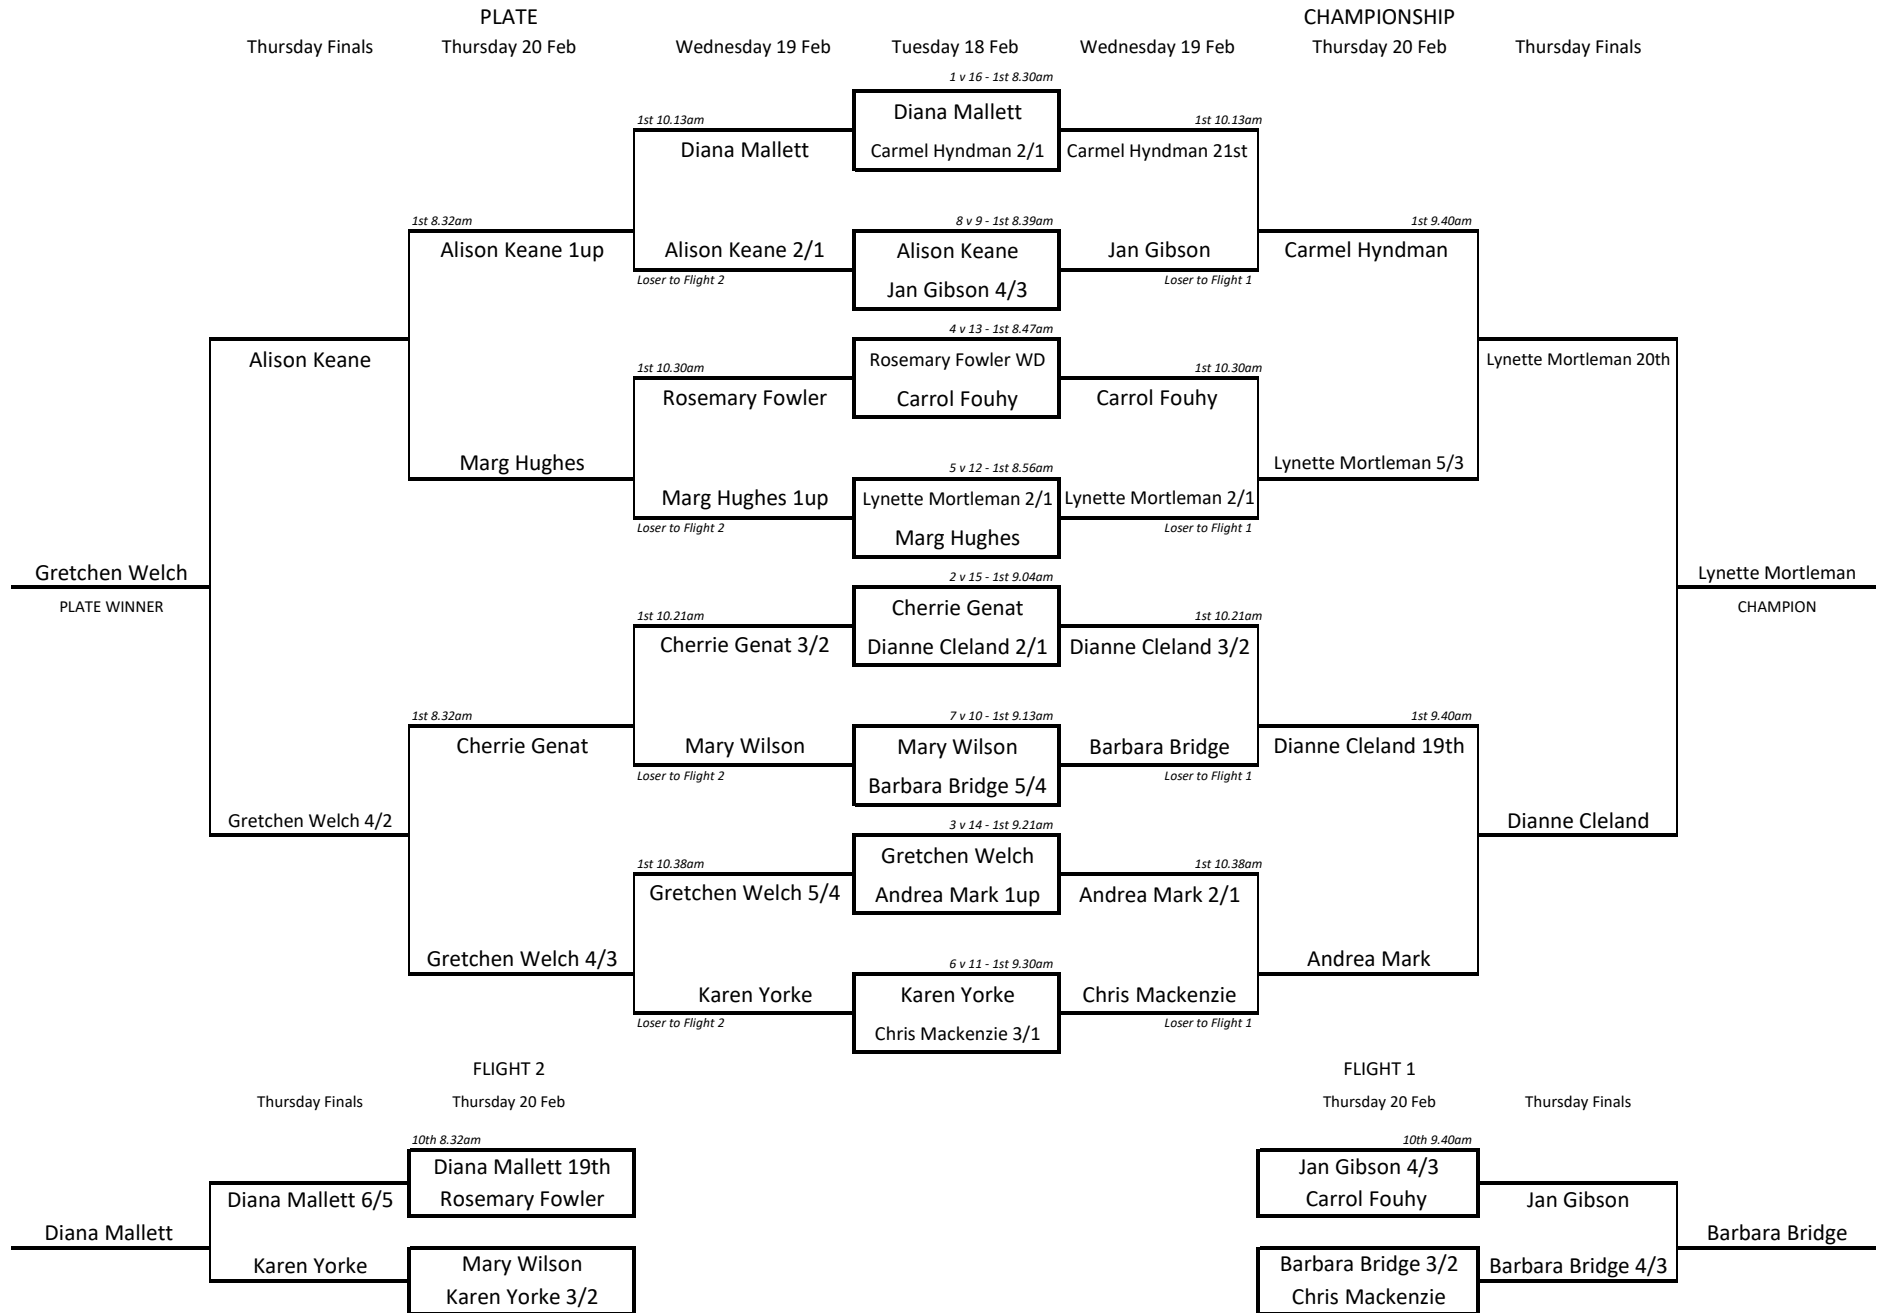 PLATE
CHAMPIONSHIP
Thursday Finals
Thursday 20 Feb
Wednesday 19 Feb
Tuesday 18 Feb
Wednesday 19 Feb
Thursday 20 Feb
Thursday Finals
1 v 16 - 1st 8.30am
Diana Mallett
1st 10.13am
1st 10.13am
Diana Mallett
Carmel Hyndman 2/1
Carmel Hyndman 21st
1st 8.32am
8 v 9 - 1st 8.39am
1st 9.40am
Alison Keane 1up
Alison Keane 2/1
Alison Keane
Jan Gibson
Carmel Hyndman
Loser to Flight 2
Jan Gibson 4/3
Loser to Flight 1
4 v 13 - 1st 8.47am
Alison Keane
Rosemary Fowler WD
Lynette Mortleman 20th
1st 10.30am
1st 10.30am
Rosemary Fowler
Carrol Fouhy
Carrol Fouhy
Marg Hughes
5 v 12 - 1st 8.56am
Lynette Mortleman 5/3
Marg Hughes 1up
Lynette Mortleman 2/1
Lynette Mortleman 2/1
Loser to Flight 2
Marg Hughes
Loser to Flight 1
Gretchen Welch
2 v 15 - 1st 9.04am
Lynette Mortleman
PLATE WINNER
Cherrie Genat
CHAMPION
1st 10.21am
1st 10.21am
Cherrie Genat 3/2
Dianne Cleland 2/1
Dianne Cleland 3/2
1st 8.32am
7 v 10 - 1st 9.13am
1st 9.40am
Cherrie Genat
Mary Wilson
Mary Wilson
Barbara Bridge
Dianne Cleland 19th
Loser to Flight 2
Barbara Bridge 5/4
Loser to Flight 1
Gretchen Welch 4/2
3 v 14 - 1st 9.21am
Dianne Cleland
Gretchen Welch
1st 10.38am
1st 10.38am
Gretchen Welch 5/4
Andrea Mark 1up
Andrea Mark 2/1
Gretchen Welch 4/3
6 v 11 - 1st 9.30am
Andrea Mark
Karen Yorke
Karen Yorke
Chris Mackenzie
Loser to Flight 2
Chris Mackenzie 3/1
Loser to Flight 1
FLIGHT 2
FLIGHT 1
Thursday Finals
Thursday 20 Feb
Thursday 20 Feb
Thursday Finals
10th 8.32am
10th 9.40am
Diana Mallett 19th
Jan Gibson 4/3
Diana Mallett 6/5
Rosemary Fowler
Carrol Fouhy
Jan Gibson
Diana Mallett
Barbara Bridge
Karen Yorke
Mary Wilson
Barbara Bridge 3/2
Barbara Bridge 4/3
Karen Yorke 3/2
Chris Mackenzie